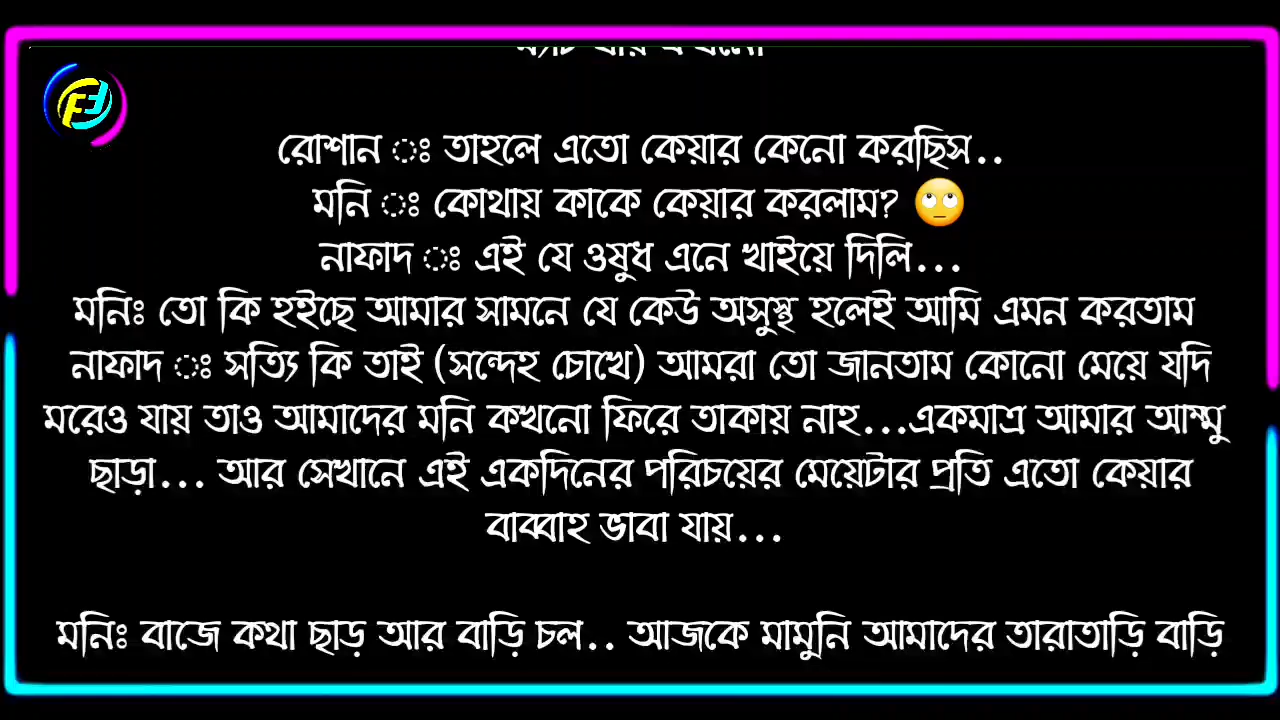 রোশান ঃ তাহলে এতো কেয়ার কেনো করছিস..
মনি ঃ কোথায় কাকে কেয়ার করলাম? 🙄
নাফাদ ঃ এই যে ওষুধ এনে খাইয়ে দিলি...
মনিঃ তো কি হইছে আমার সামনে যে কেউ অসুস্থ হলেই আমি এমন করতাম
নাফাদ ঃ সত্যি কি তাই (সন্দেহ চোখে) আমরা তো জানতাম কোনো মেয়ে যদি
মরেও যায় তাও আমাদের মনি কখনো ফিরে তাকায় নাহ...একমাত্র আমার আম্মু
ছাড়া... আর সেখানে এই একদিনের পরিচয়ের মেয়েটার প্রতি এতো কেয়ার
বাব্বাহ ভাবা যায়...
মনিঃ বাজে কথা ছাড় আর বাড়ি চল.. আজকে মামুনি আমাদের তারাতাড়ি বাড়ি